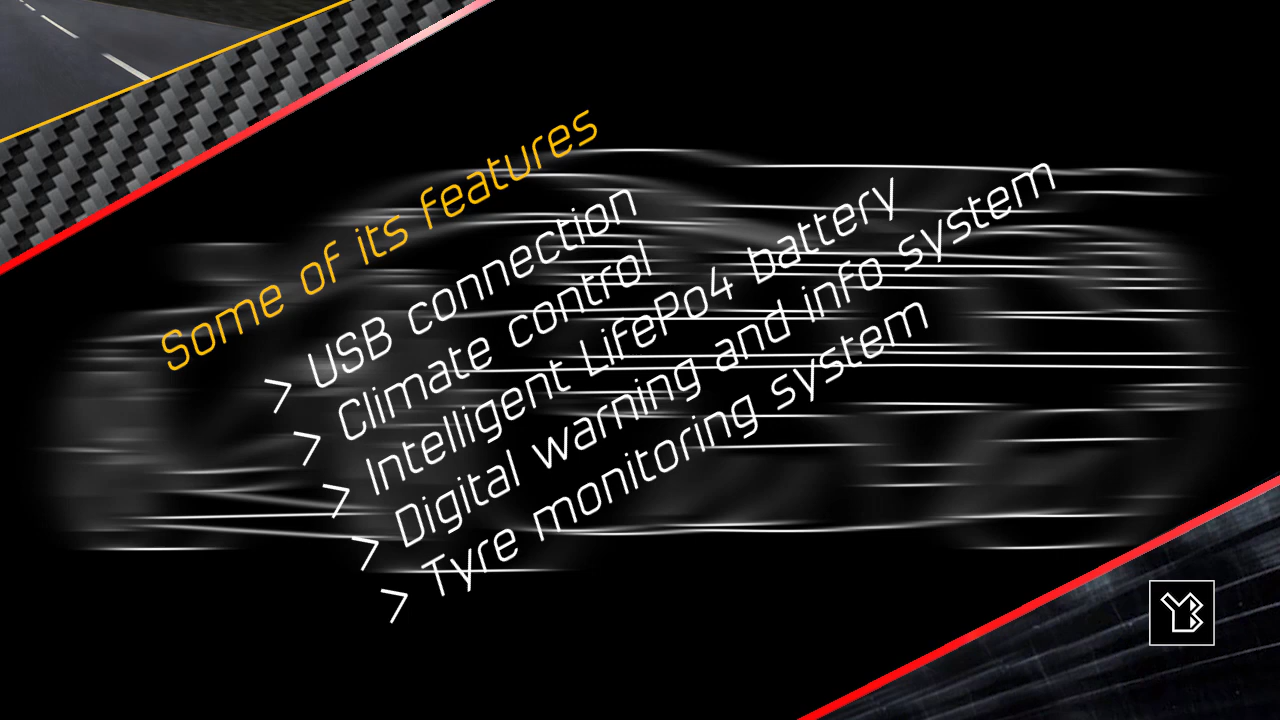 Some of its features
> USB connection
> Climate control
> Intelligent LifePo4 battery
> Digital warning and info system
> Tyre monitoring system
YB